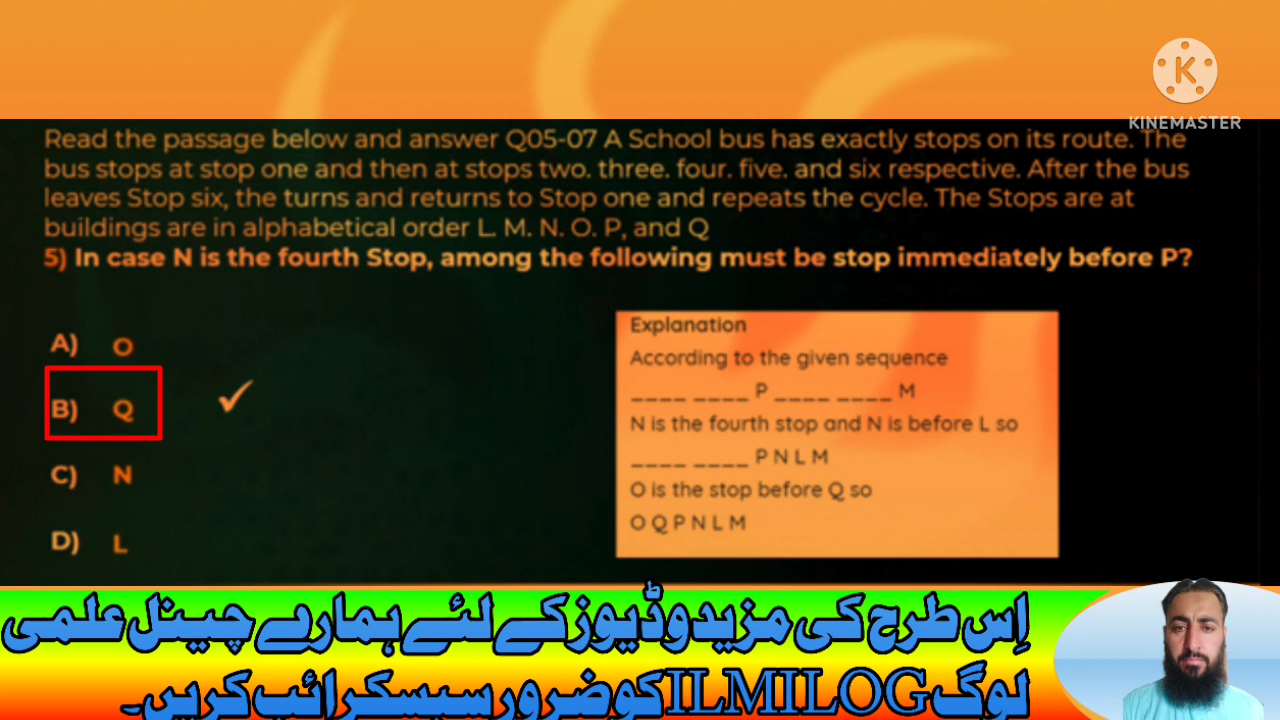 KINEMASTER
Read the passage below and answer Q05-07 A School bus has exactly stops on its route. The
bus stops at stop one and then at stops two. three. four. five. and six respective. After the bus
leaves Stop six, the turns and returns to Stop one and repeats the cycle. The Stops are at
buildings are in alphabetical order L. M. N. O. P, and Q
5) In case N is the fourth Stop, among the following must be stop immediately before P?
A) O
B) Q ✓
C) N
D) L
Explanation
According to the given sequence
____ ____ P ____ ____ M
N is the fourth stop and N is before L so
____ ____ P N L M
O is the stop before Q so
O Q P N L M
اِس طرح کی مزید وڈیوز کے لئے ہمارے چینل علمی
لوگ ILMILOG کو ضرور سبسکرائب کریں۔